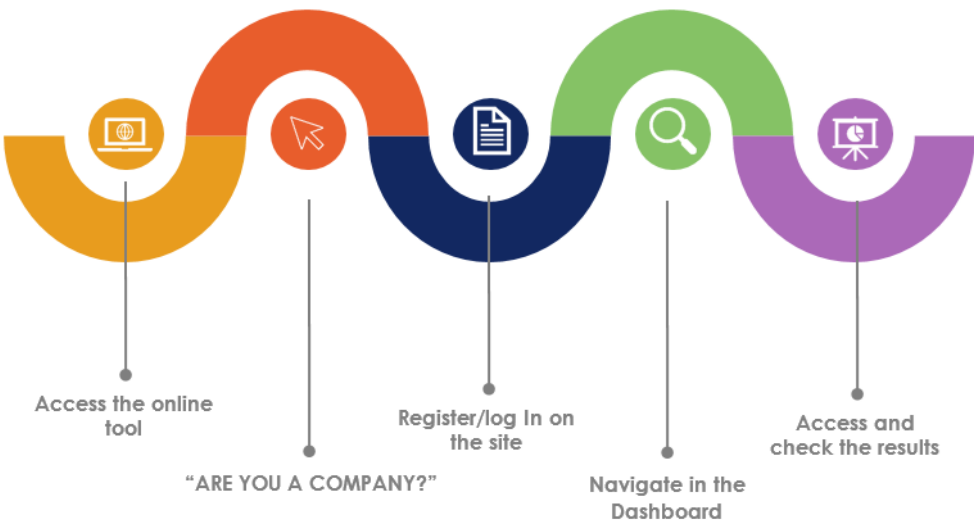 Access the online
tool
“ARE YOU A COMPANY?”
Register/log In on
the site
Navigate in the
Dashboard
Access and
check the results